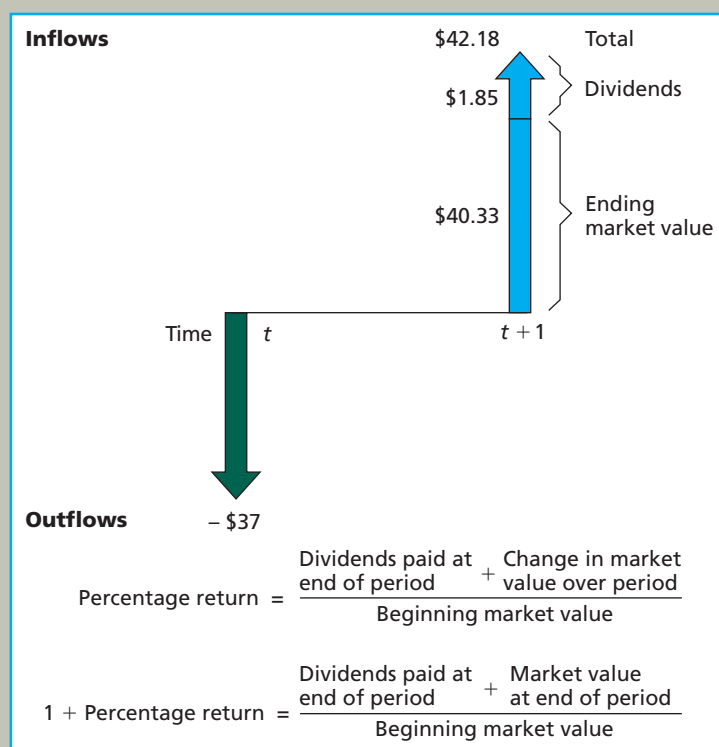 Inflows
$42.18 Total
$1.85 Dividends
$40.33 Ending
market value
Time t t + 1
Outflows – $37
Dividends paid at + Change in market
end of period value over period
Percentage return =
Beginning market value
Dividends paid at + Market value
end of period at end of period
1 + Percentage return =
Beginning market value